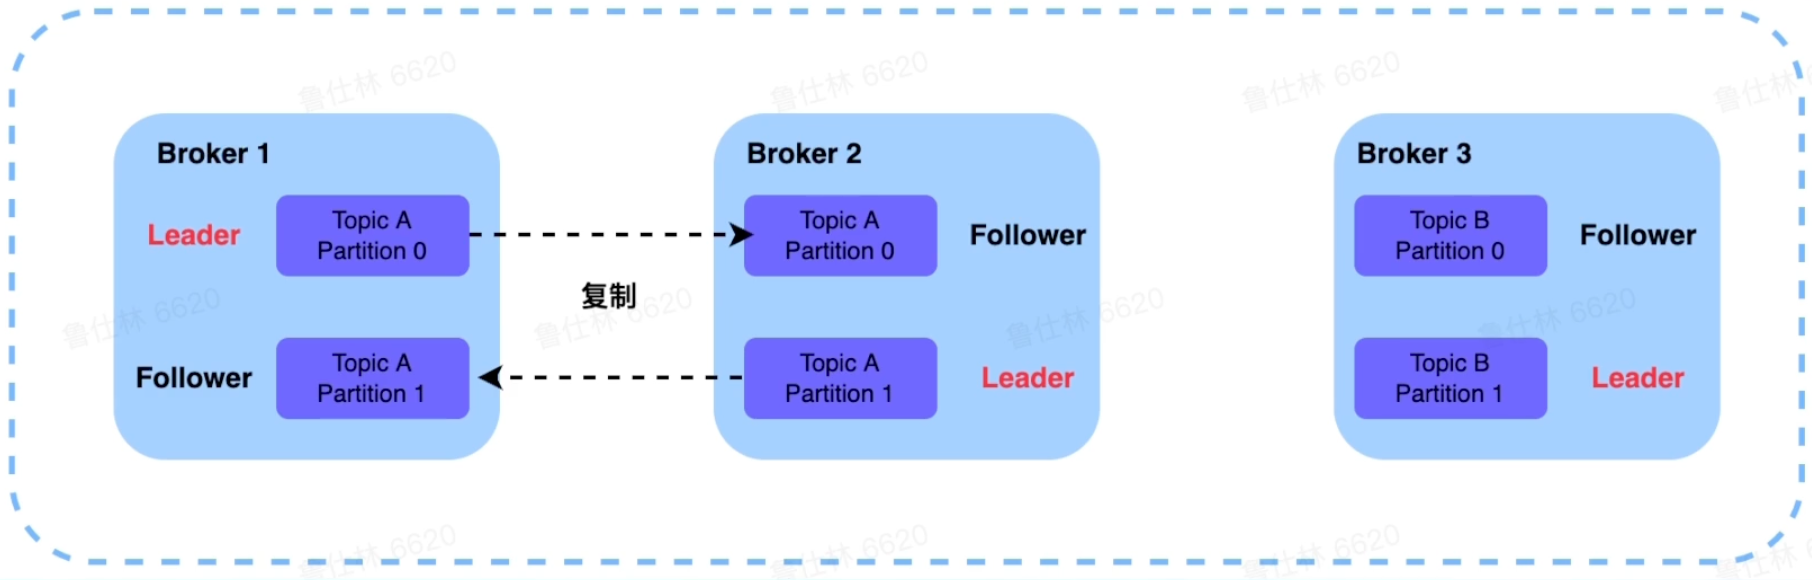 鲁仕林 6620
鲁仕林 6620
鲁仕林 6620
鲁仕林
Broker 1
Broker 2
Broker 3
Leader
Topic A
Partition 0
Topic A
Partition 0
Follower
Topic B
Partition 0
Follower
复制
鲁仕林 6620
鲁仕林 6620
鲁仕林 6620
鲁仕林 6620
Follower
Topic A
Partition 1
Topic A
Partition 1
Leader
Topic B
Partition 1
Leader
鲁仕林 6620
鲁仕林 6620
鲁仕林 6620
鲁仕林